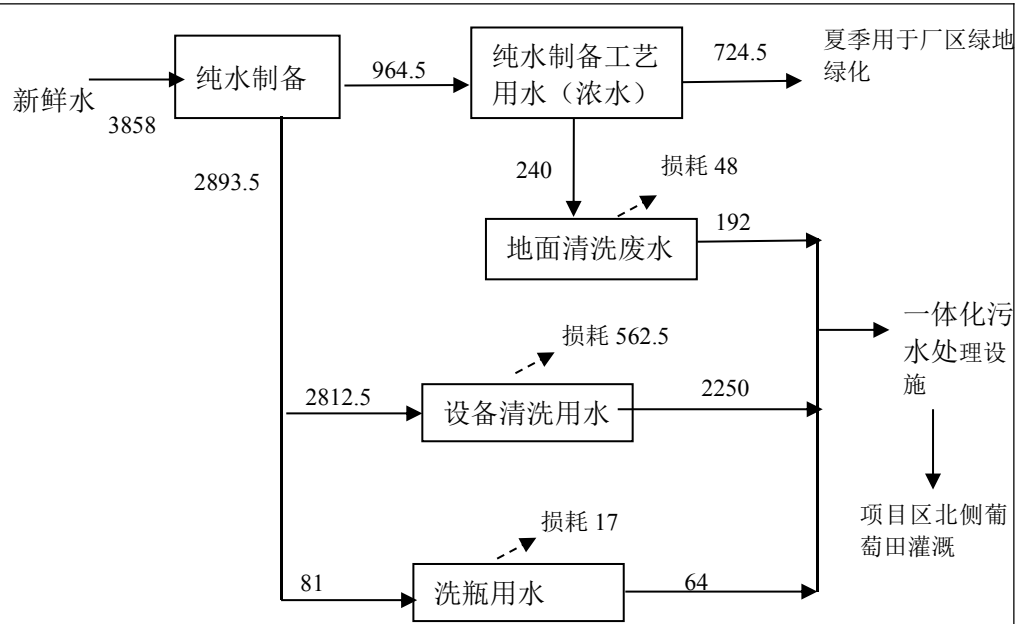 新鲜水
3858
纯水制备
964.5
纯水制备工艺
用水（浓水）
724.5
夏季用于厂区绿地
绿化
2893.5
240
损耗 48
地面清洗废水
192
一体化污
水处理设
施
损耗 562.5
2812.5
设备清洗用水
2250
项目区北侧葡
萄田灌溉
损耗 17
81
洗瓶用水
64